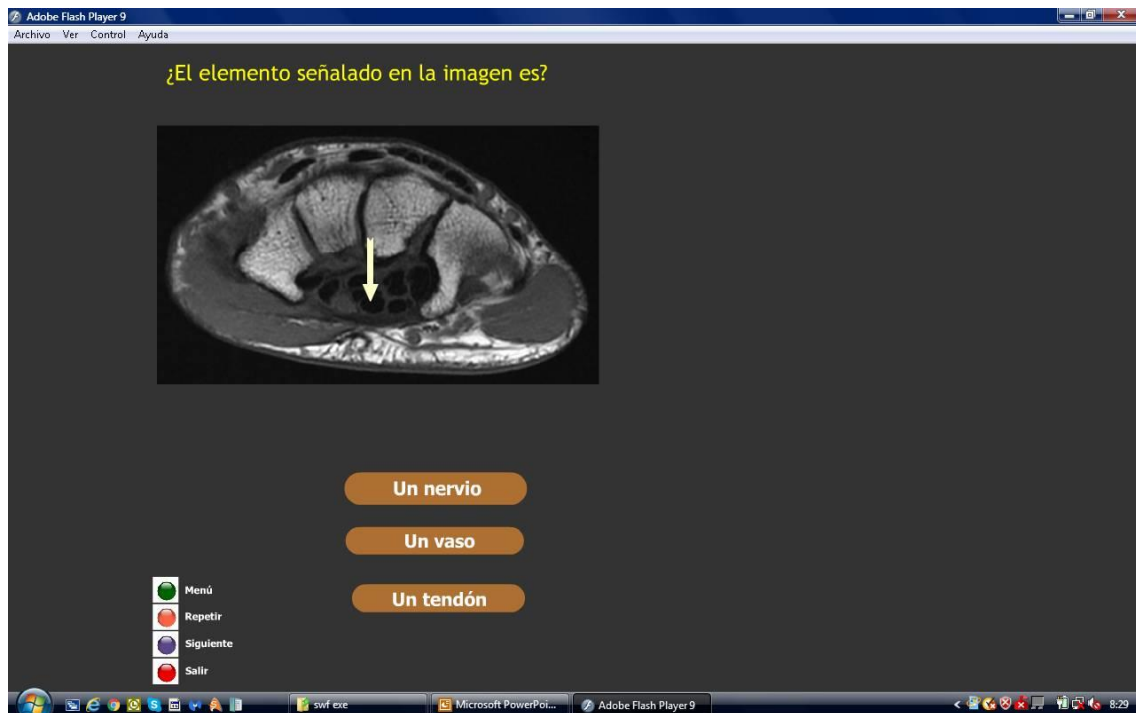 Adobe Flash Player 9
Archivo Ver Control Ayuda
¿El elemento señalado en la imagen es?
Un nervio
Un vaso
Un tendón
Menú
Repetir
Siguiente
Salir
swf exe
Microsoft PowerPoi...
Adobe Flash Player 9
8:29